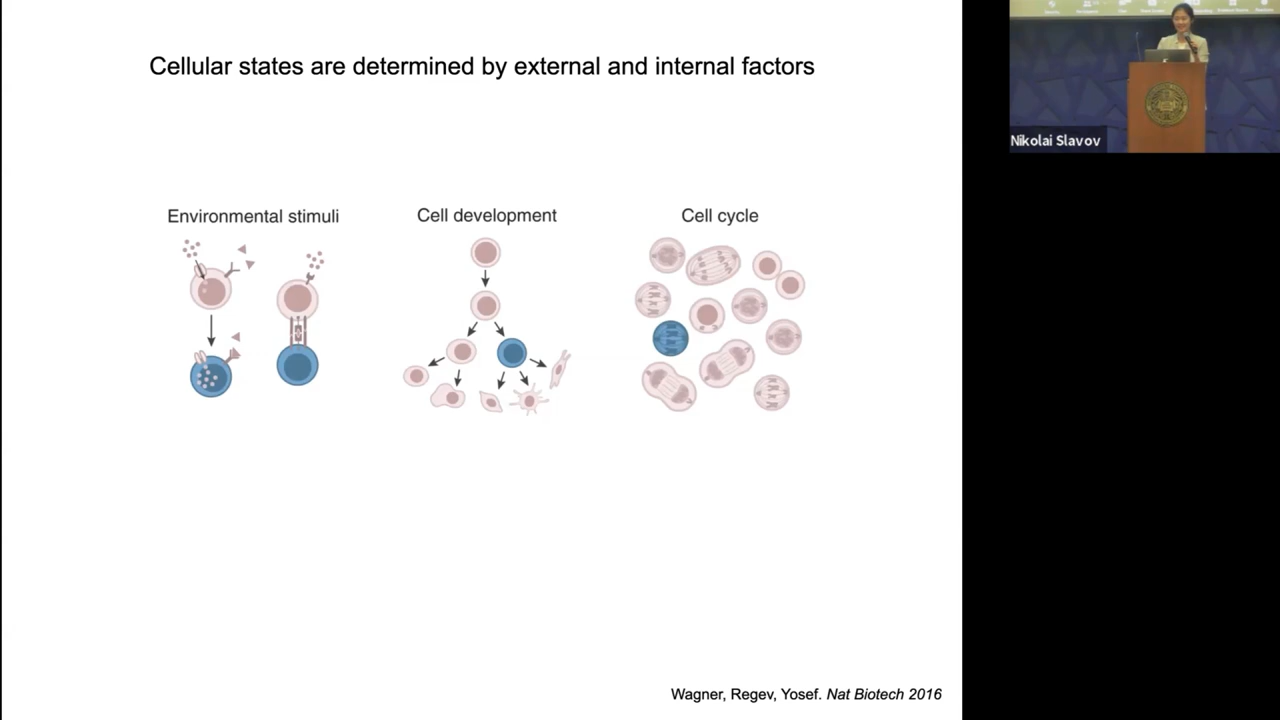 Cellular states are determined by external and internal factors
Environmental stimuli
Cell development
Cell cycle
Wagner, Regev, Yosef. Nat Biotech 2016
Nikolai Slavov